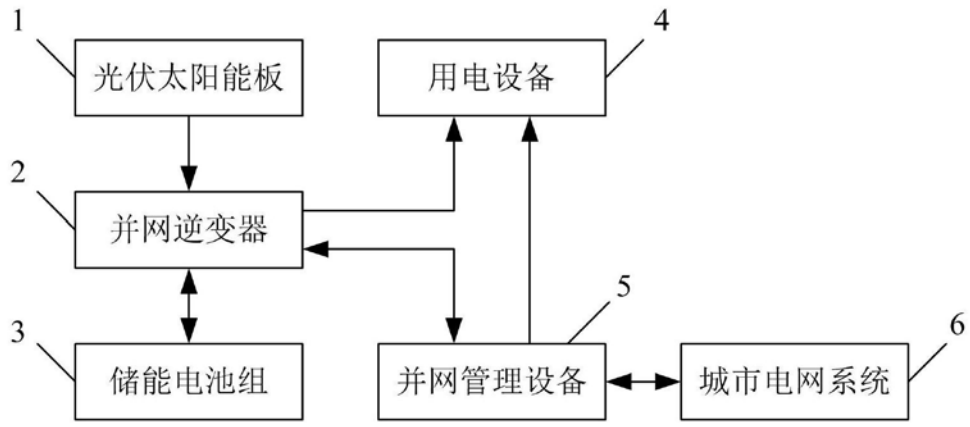 1
光伏太阳能板
用电设备
4
2
并网逆变器
3
储能电池组
5
并网管理设备
6
城市电网系统